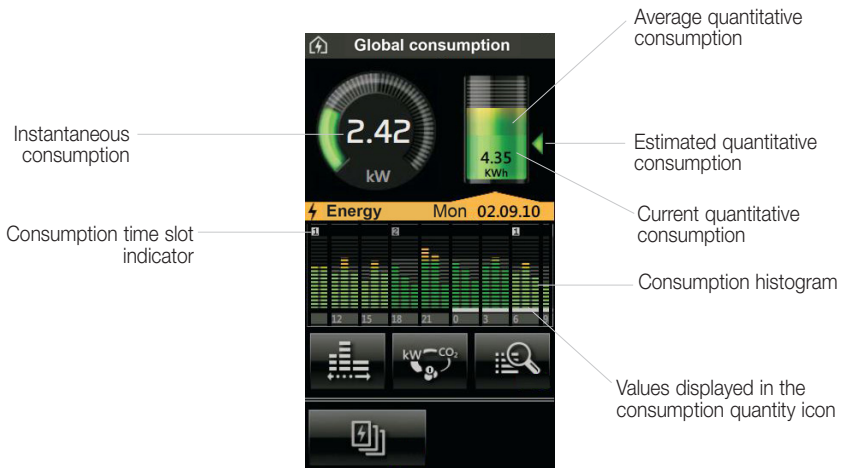 Global consumption
Average quantitative
consumption
2.42
kW
4.35
KWh
Instantaneous
consumption
Estimated quantitative
consumption
Current quantitative
consumption
Energy Mon 02.09.10
Consumption time slot
indicator
1 2 1
Consumption histogram
12 15 18 21 0 3 6 9
kW CO₂
Values displayed in the
consumption quantity icon